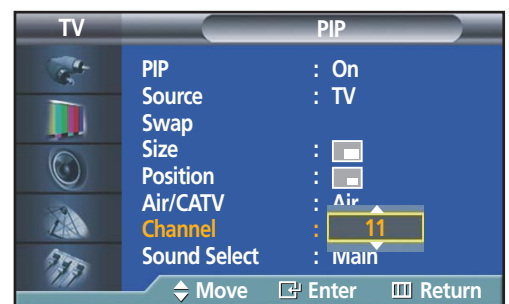 TV PIP
PIP : On
Source : TV
Swap
Size :
Position :
Air/CATV : Air
Channel : 11
Sound Select : Main
Move Enter Return